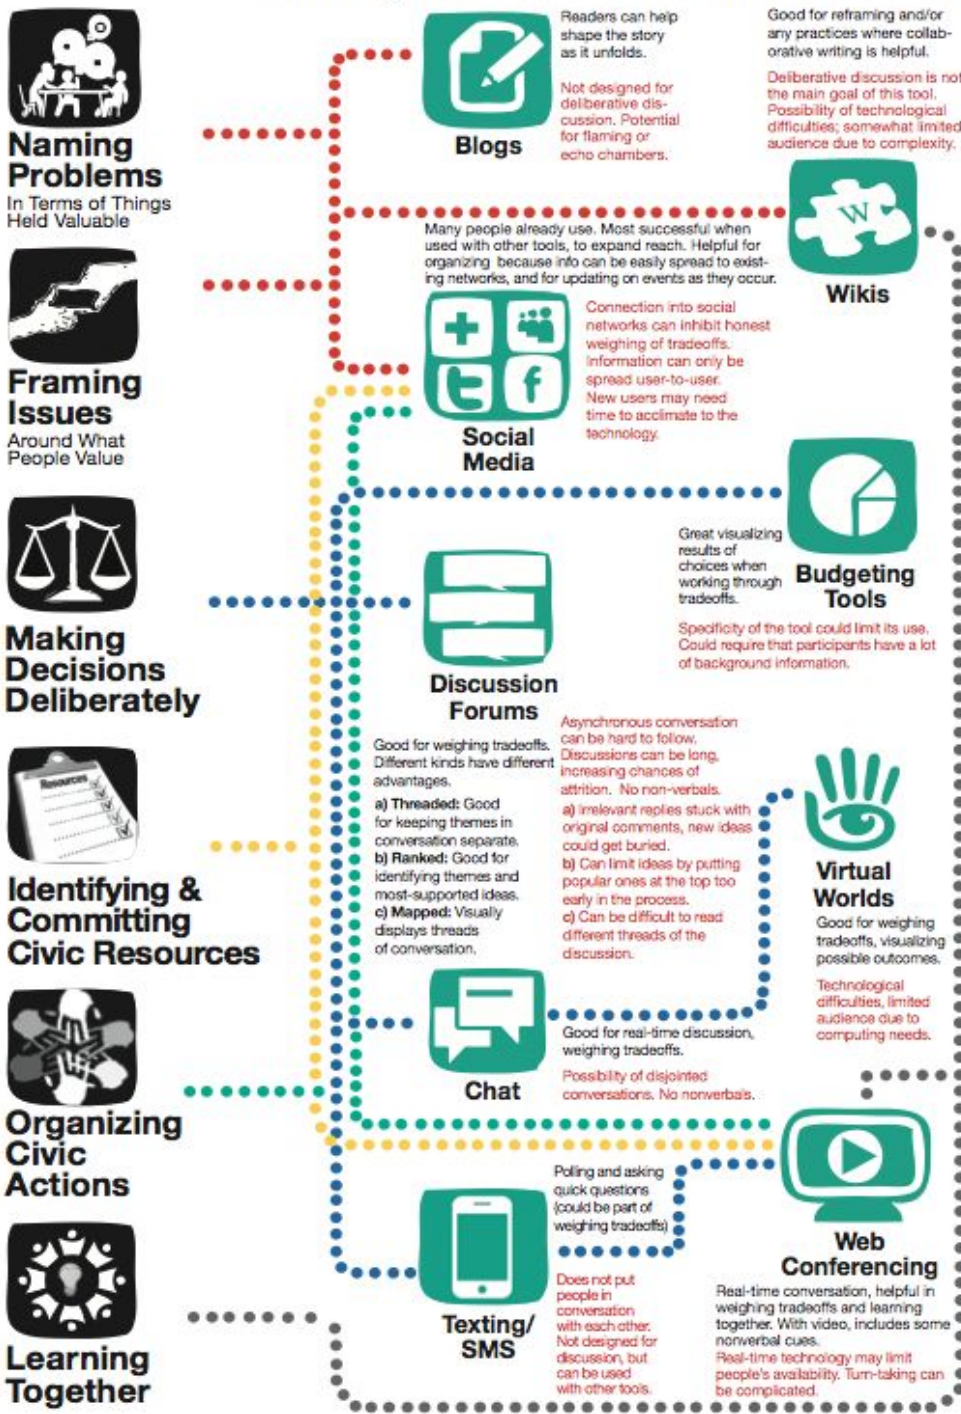 Naming
Problems
In Terms of Things
Held Valuable
Framing
Issues
Around What
People Value
Making
Decisions
Deliberately
Resources
Identifying &
Committing
Civic Resources
Organizing
Civic
Actions
Learning
Together
Blogs
Readers can help
shape the story
as it unfolds.
Not designed for
deliberative dis-
cussion. Potential
for flaming or
echo chambers.
Good for reframing and/or
any practices where collab-
orative writing is helpful.
Deliberative discussion is not
the main goal of this tool.
Possibility of technological
difficulties; somewhat limited
audience due to complexity.
W
Wikis
Many people already use. Most successful when
used with other tools, to expand reach. Helpful for
organizing because info can be easily spread to exist-
ing networks, and for updating on events as they occur.
t
f
Social
Media
Connection into social
networks can inhibit honest
weighing of tradeoffs.
Information can only be
spread user-to-user.
New users may need
time to acclimate to the
technology.
Great visualizing
results of
choices when
working through
tradeoffs.
Budgeting
Tools
Specificity of the tool could limit its use.
Could require that participants have a lot
of background information.
Discussion
Forums
Good for weighing tradeoffs.
Different kinds have different
advantages.
a) Threaded: Good
for keeping themes in
conversation separate.
b) Ranked: Good for
identifying themes and
most-supported ideas.
c) Mapped: Visually
displays threads
of conversation.
Asynchronous conversation
can be hard to follow.
Discussions can be long,
increasing chances of
attrition. No non-verbals.
a) Irrelevant replies stuck with
original comments, new ideas
could get buried.
b) Can limit ideas by putting
popular ones at the top too
early in the process.
c) Can be difficult to read
different threads of the
discussion.
Virtual
Worlds
Good for weighing
tradeoffs, visualizing
possible outcomes.
Technological
difficulties, limited
audience due to
computing needs.
Chat
Good for real-time discussion,
weighing tradeoffs.
Possibility of disjointed
conversations. No nonverbals.
Texting/
SMS
Polling and asking
quick questions
(could be part of
weighing tradeoffs)
Does not put
people in
conversation
with each other.
Not designed for
discussion, but
can be used
with other tools.
Web
Conferencing
Real-time conversation, helpful in
weighing tradeoffs and learning
together. With video, includes some
nonverbal cues.
Real-time technology may limit
people's availability. Turn-taking can
be complicated.